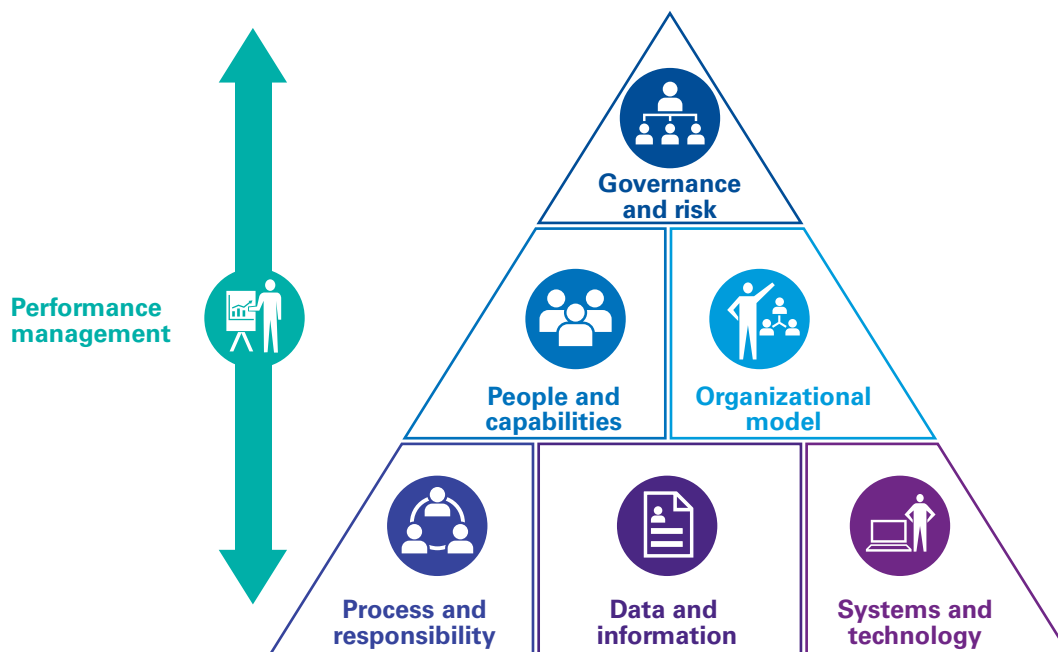 Governance
and risk
Performance
management
People and
capabilities
Organizational
model
Process and
responsibility
Data and
information
Systems and
technology